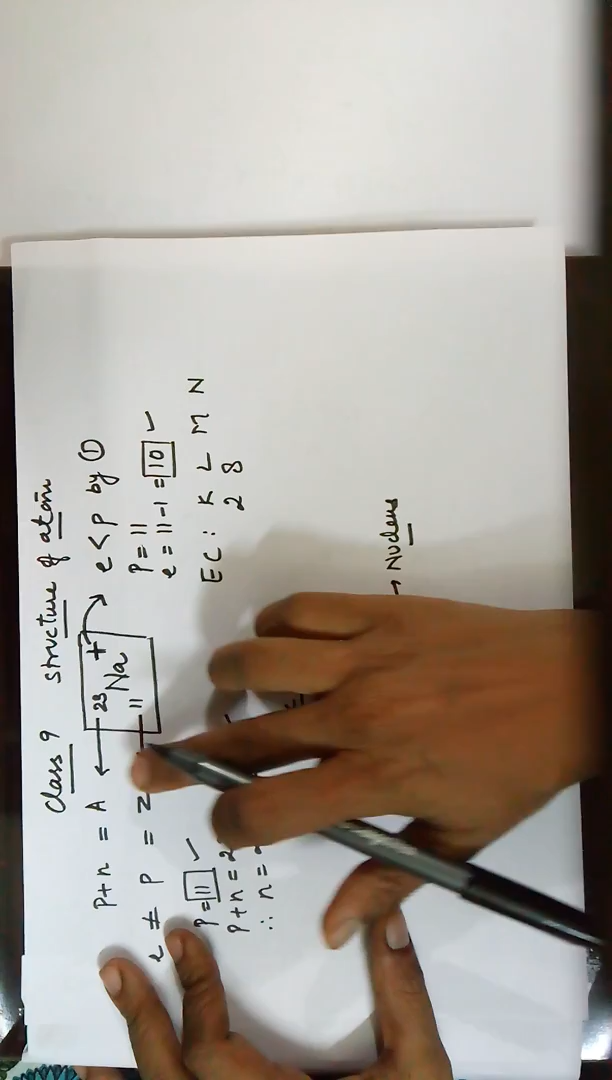 Class 9 structure of atom
P+n = A
23
11 Na +
e < p by 1
e ≠ P = Z
P = 11
e = 11 - 1 = 10 ✓
P = 11 ✓
EC : K L M N
2 8
P+n = 2
∴ n =
→ Nucleus